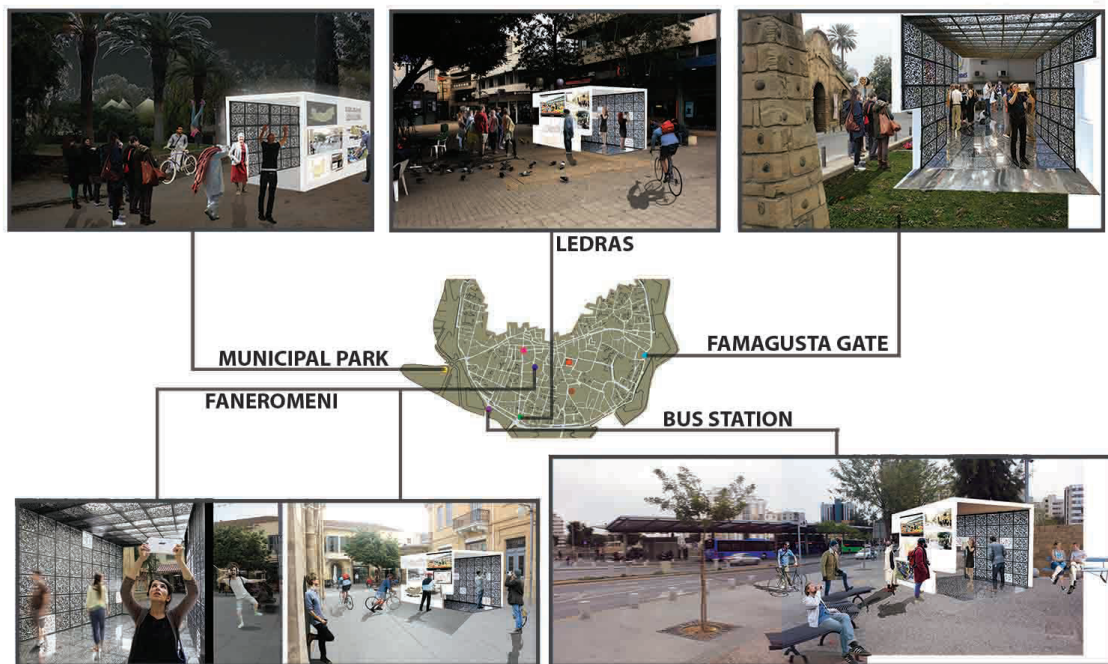 LEDRAS
MUNICIPAL PARK
FAMAGUSTA GATE
FANEROMENI
BUS STATION